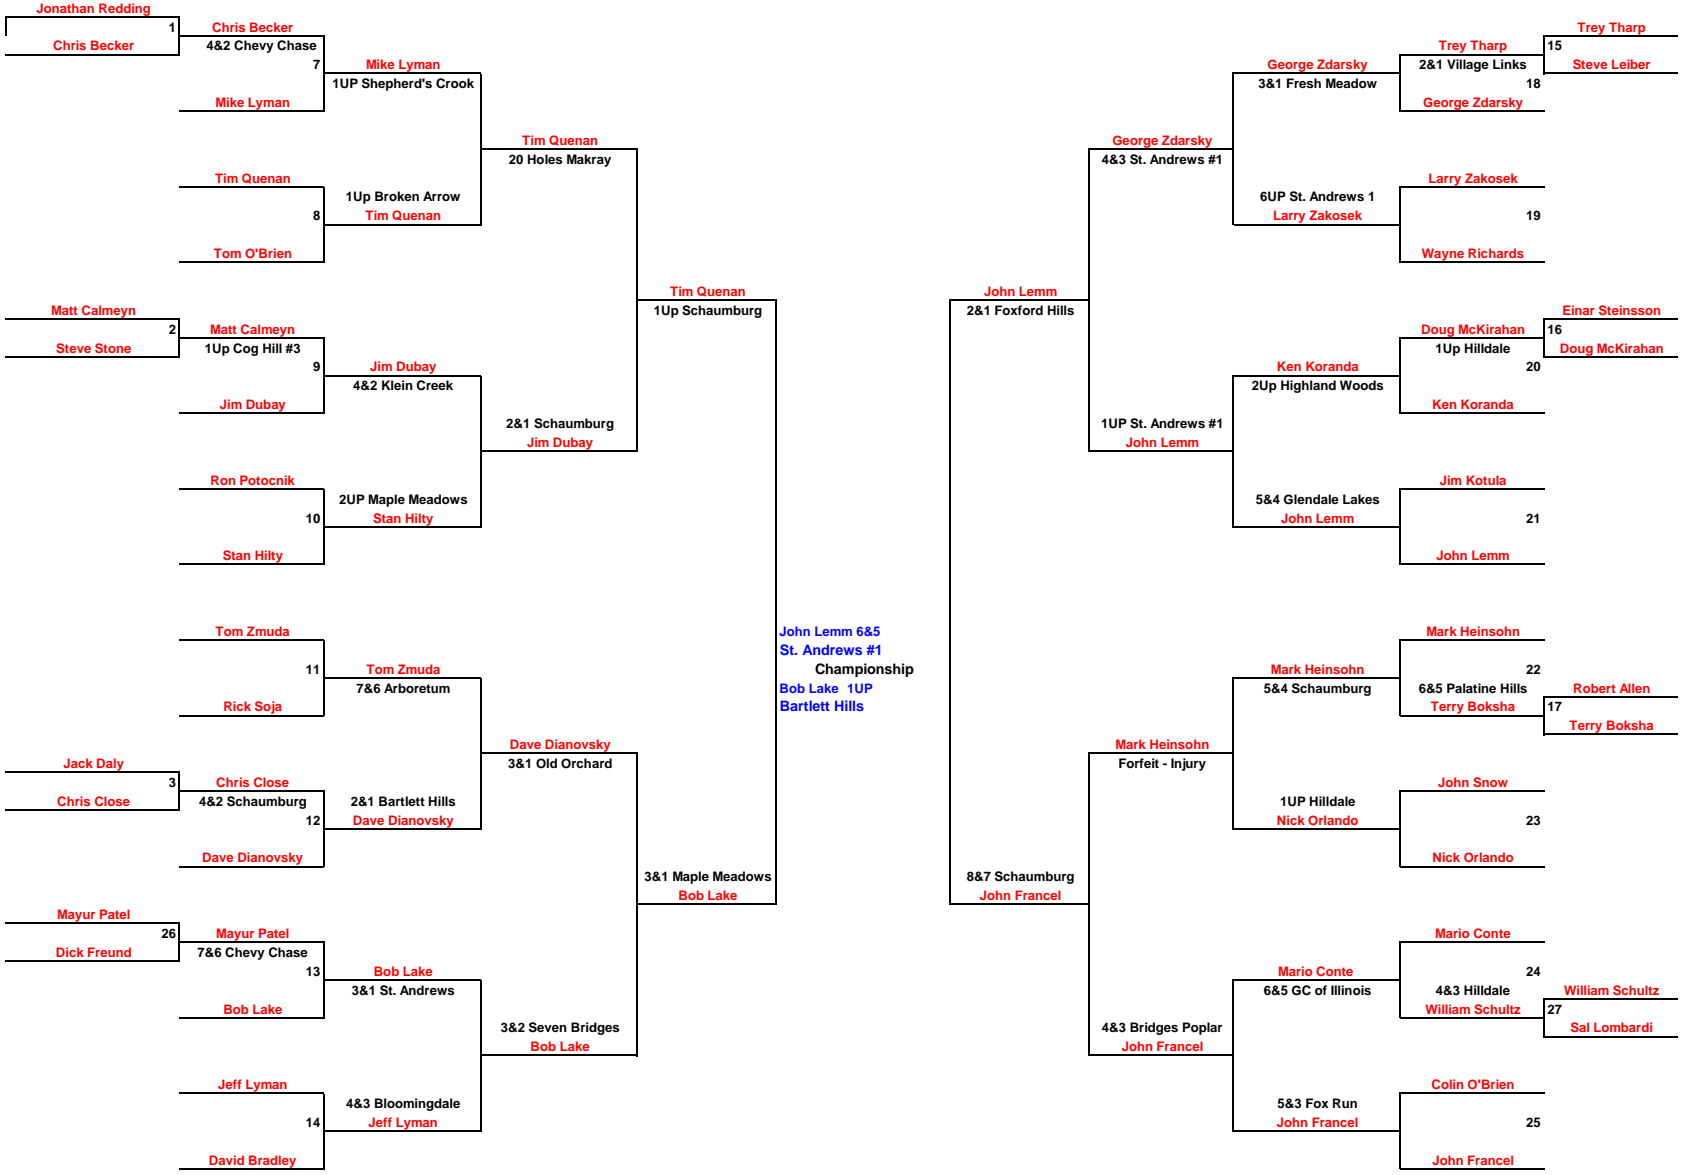 Jonathan Redding
1
Chris Becker
Chris Becker
4&2 Chevy Chase
7
Mike Lyman
Mike Lyman
1UP Shepherd's Crook
Tim Quenan
20 Holes Makray
Tim Quenan
8
Tom O'Brien
1Up Broken Arrow
Tim Quenan
Tim Quenan
1Up Schaumburg
Matt Calmeyn
2
Steve Stone
Matt Calmeyn
1Up Cog Hill #3
9
Jim Dubay
Jim Dubay
4&2 Klein Creek
2&1 Schaumburg
Jim Dubay
Ron Potocnik
10
Stan Hilty
2UP Maple Meadows
Stan Hilty
Tom Zmuda
11
Rick Soja
Tom Zmuda
7&6 Arboretum
Dave Dianovsky
3&1 Old Orchard
Jack Daly
3
Chris Close
Chris Close
4&2 Schaumburg
12
Dave Dianovsky
2&1 Bartlett Hills
Dave Dianovsky
3&1 Maple Meadows
Bob Lake
Mayur Patel
26
Dick Freund
Mayur Patel
7&6 Chevy Chase
13
Bob Lake
Bob Lake
3&1 St. Andrews
3&2 Seven Bridges
Bob Lake
Jeff Lyman
14
David Bradley
4&3 Bloomingdale
Jeff Lyman
John Lemm 6&5
St. Andrews #1
Championship
Bob Lake 1UP
Bartlett Hills
Trey Tharp
15
Steve Leiber
Trey Tharp
2&1 Village Links
18
George Zdarsky
George Zdarsky
3&1 Fresh Meadow
George Zdarsky
4&3 St. Andrews #1
Larry Zakosek
19
Wayne Richards
6UP St. Andrews 1
Larry Zakosek
John Lemm
2&1 Foxford Hills
Einar Steinsson
16
Doug McKirahan
Doug McKirahan
1Up Hilldale
20
Ken Koranda
Ken Koranda
2Up Highland Woods
1UP St. Andrews #1
John Lemm
Jim Kotula
21
John Lemm
5&4 Glendale Lakes
John Lemm
Mark Heinsohn
22
6&5 Palatine Hills
Terry Boksha
Robert Allen
17
Terry Boksha
Mark Heinsohn
5&4 Schaumburg
Mark Heinsohn
Forfeit - Injury
John Snow
23
Nick Orlando
1UP Hilldale
Nick Orlando
8&7 Schaumburg
John Francel
Mario Conte
24
4&3 Hilldale
William Schultz
William Schultz
27
Sal Lombardi
Mario Conte
6&5 GC of Illinois
4&3 Bridges Poplar
John Francel
Colin O'Brien
25
John Francel
5&3 Fox Run
John Francel